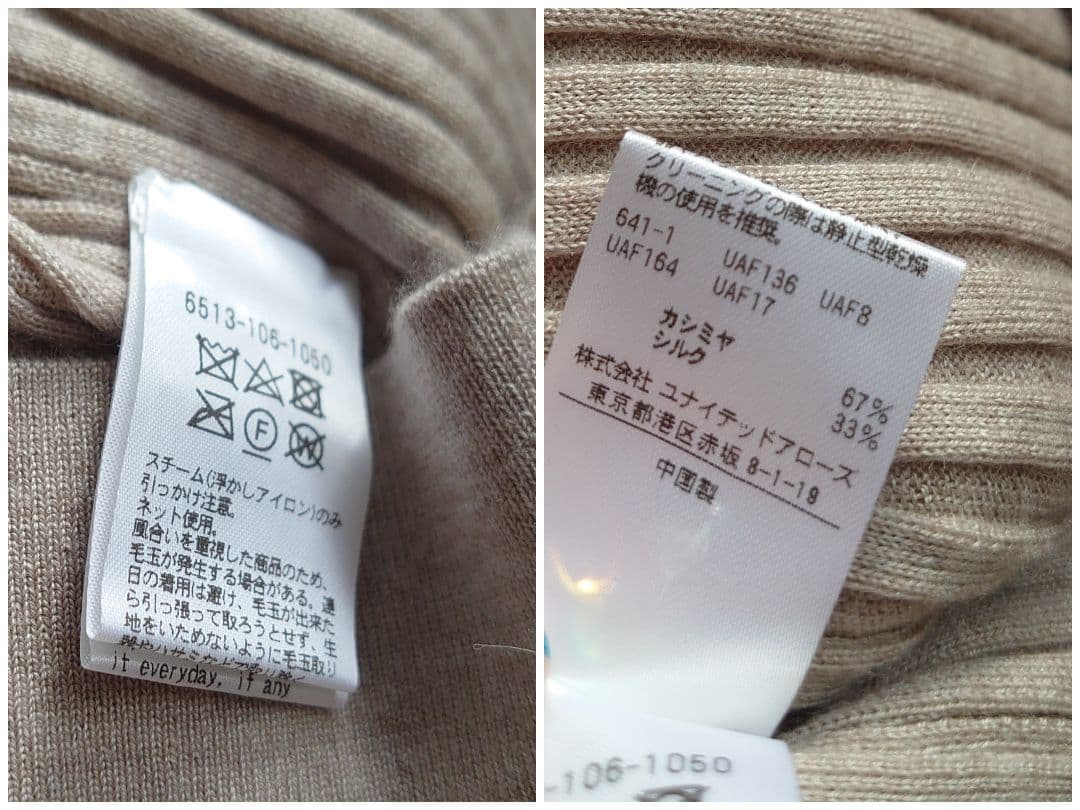 6513-106-1050
F
W
スチーム(浮かしアイロン)のみ
引っかけ注意。
ネット使用。
風合いを重視した商品のため、
毛玉が発生する場合がある。連
日の着用は避け、毛玉が出来た
ら引っ張って取ろうとせず、生
地をいためないように毛玉取り
it everyday, if any
クリーニングの際は静止型乾燥
機の使用を推奨。
641-1 UAF136 UAF8
UAF164 UAF17
カシミヤ 67%
シルク 33%
株式会社 ユナイテッドアローズ
東京都港区赤坂 8-1-19
中国製
-106-1050